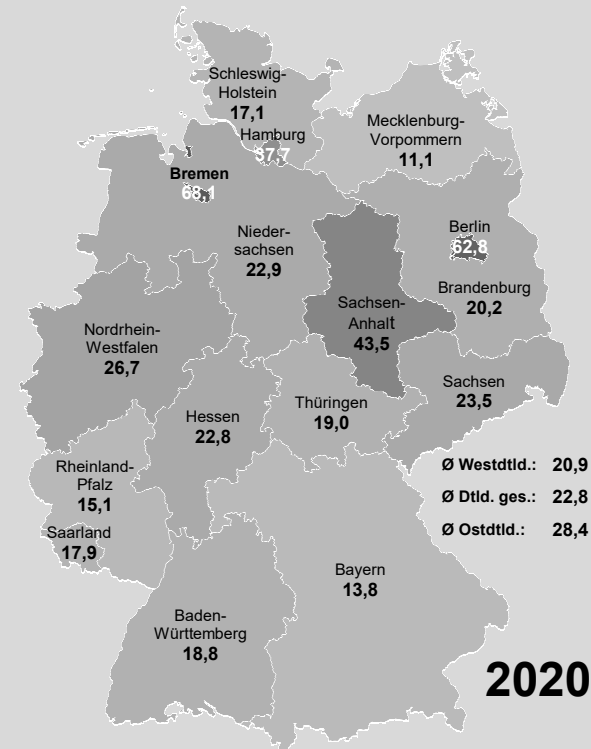 Schleswig-
Holstein
17,1
Hamburg
37,7
Mecklenburg-
Vorpommern
11,1
Bremen
68,1
Nieder-
sachsen
22,9
Berlin
62,8
Brandenburg
20,2
Sachsen-
Anhalt
43,5
Nordrhein-
Westfalen
26,7
Hessen
22,8
Thüringen
19,0
Sachsen
23,5
Rheinland-
Pfalz
15,1
Saarland
17,9
Ø Westdtld.: 20,9
Ø Dtld. ges.: 22,8
Ø Ostdtld.: 28,4
Bayern
13,8
Baden-
Württemberg
18,8
2020